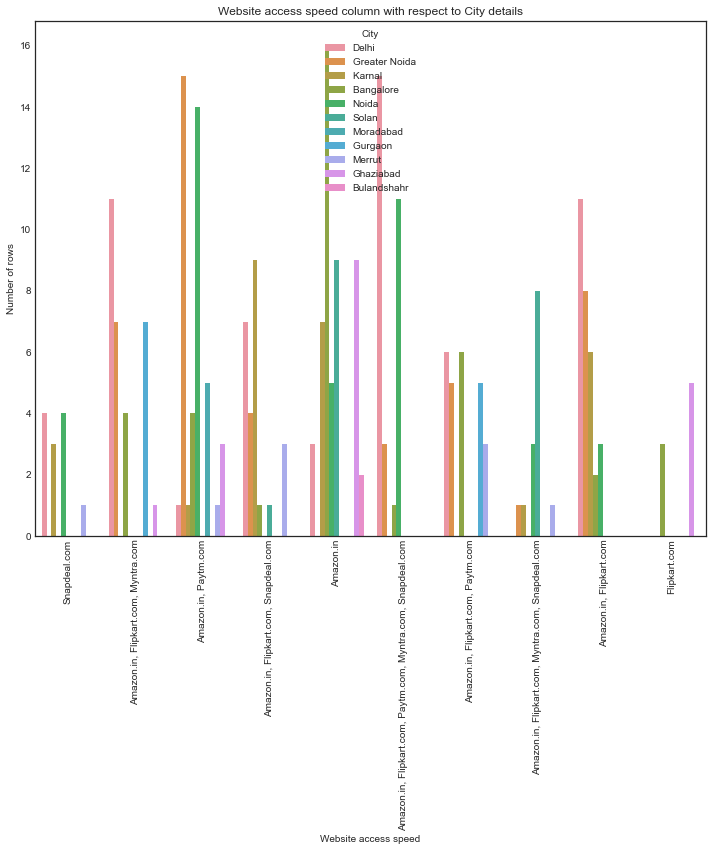 Website access speed column with respect to City details
City
Delhi
Greater Noida
Karnal
Bangalore
Noida
Solan
Moradabad
Gurgaon
Merrut
Ghaziabad
Bulandshahr
Number of rows
16
14
12
10
8
6
4
2
0
Snapdeal.com
Amazon.in, Flipkart.com, Myntra.com
Amazon.in, Paytm.com
Amazon.in, Flipkart.com, Snapdeal.com
Amazon.in
Amazon.in, Flipkart.com, Paytm.com, Myntra.com, Snapdeal.com
Amazon.in, Flipkart.com, Paytm.com
Amazon.in, Flipkart.com, Myntra.com, Snapdeal.com
Amazon.in, Flipkart.com
Flipkart.com
Website access speed